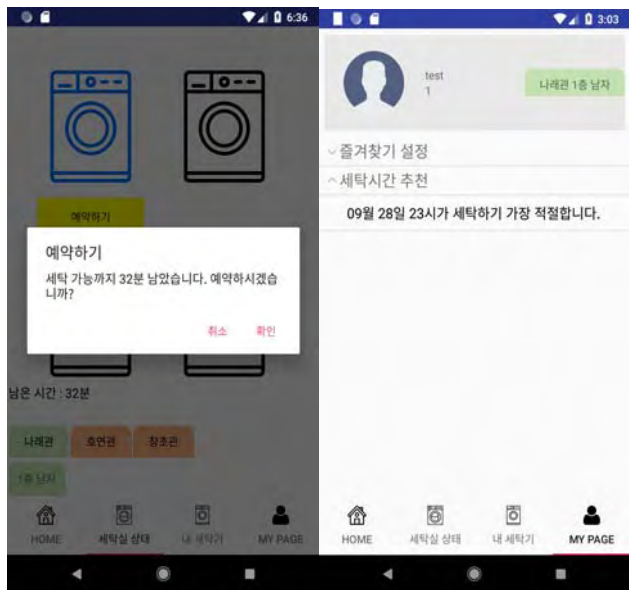 6:36
예약하기
예약하기
세탁 가능까지 32분 남았습니다. 예약하시겠습
니까?
취소 확인
남은 시간 : 32분
나래관 호연관 창조관
1층 남자
HOME 세탁실 상태 내 세탁기 MY PAGE
3:03
test
1
나래관 1층 남자
즐겨찾기 설정
세탁시간 추천
09월 28일 23시가 세탁하기 가장 적절합니다.
HOME 세탁실 상태 내 세탁기 MY PAGE